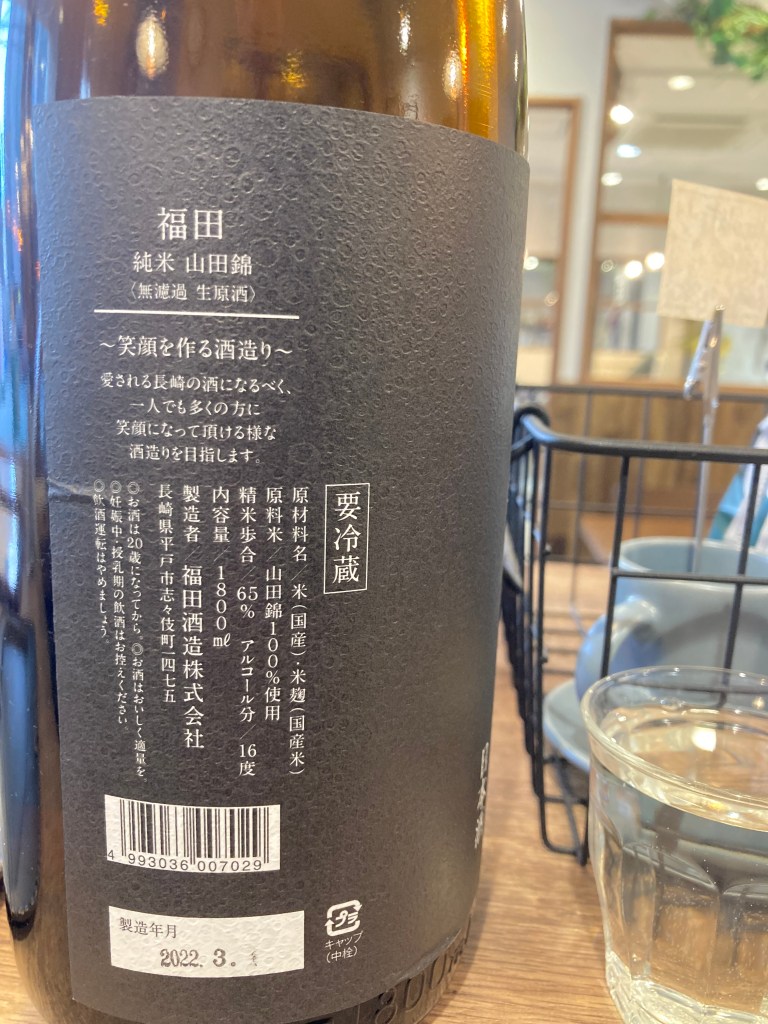 福田
純米 山田錦
〈無濾過 生原酒〉
～笑顔を作る酒造り～
愛される長崎の酒になるべく、
一人でも多くの方に
笑顔になって頂ける様な
酒造りを目指します。
要冷蔵
原材料名/米(国産)・米麹(国産米)
原料米/山田錦100%使用
精米歩合/65% アルコール分/16度
内容量/1800ml
製造者/福田酒造株式会社
長崎県平戸市志々伎町一四七五
◎お酒は20歳になってから。◎お酒はおいしく適量を。
◎妊娠中・授乳期の飲酒はお控えください。
◎飲酒運転はやめましょう。
4 993036 007029
製造年月
2022. 3.
プラ
キャップ
(中栓)
日本酒
1800